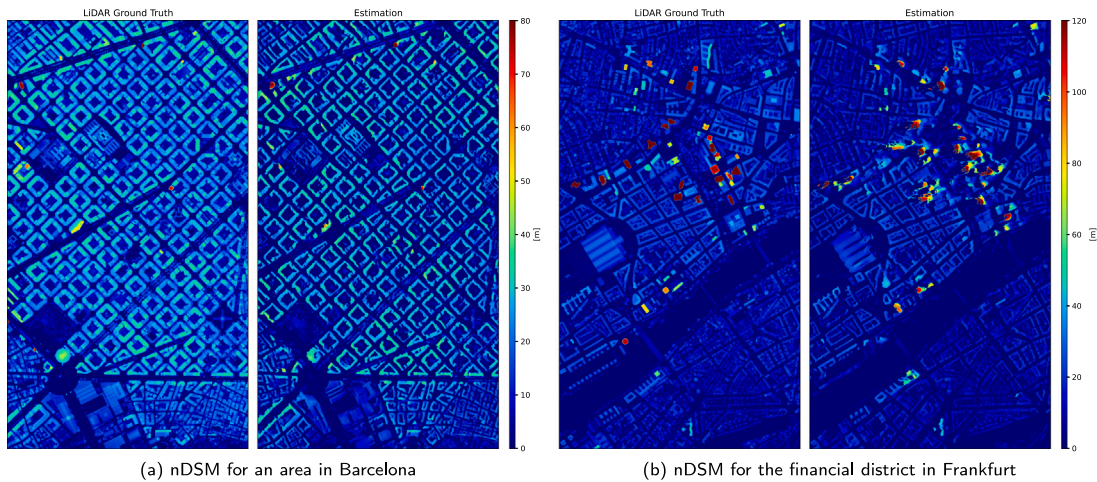 LiDAR Ground Truth
Estimation
80
70
60
50
40
30
20
10
0
[m]
(a) nDSM for an area in Barcelona
LiDAR Ground Truth
Estimation
120
100
80
60
40
20
0
[m]
(b) nDSM for the financial district in Frankfurt